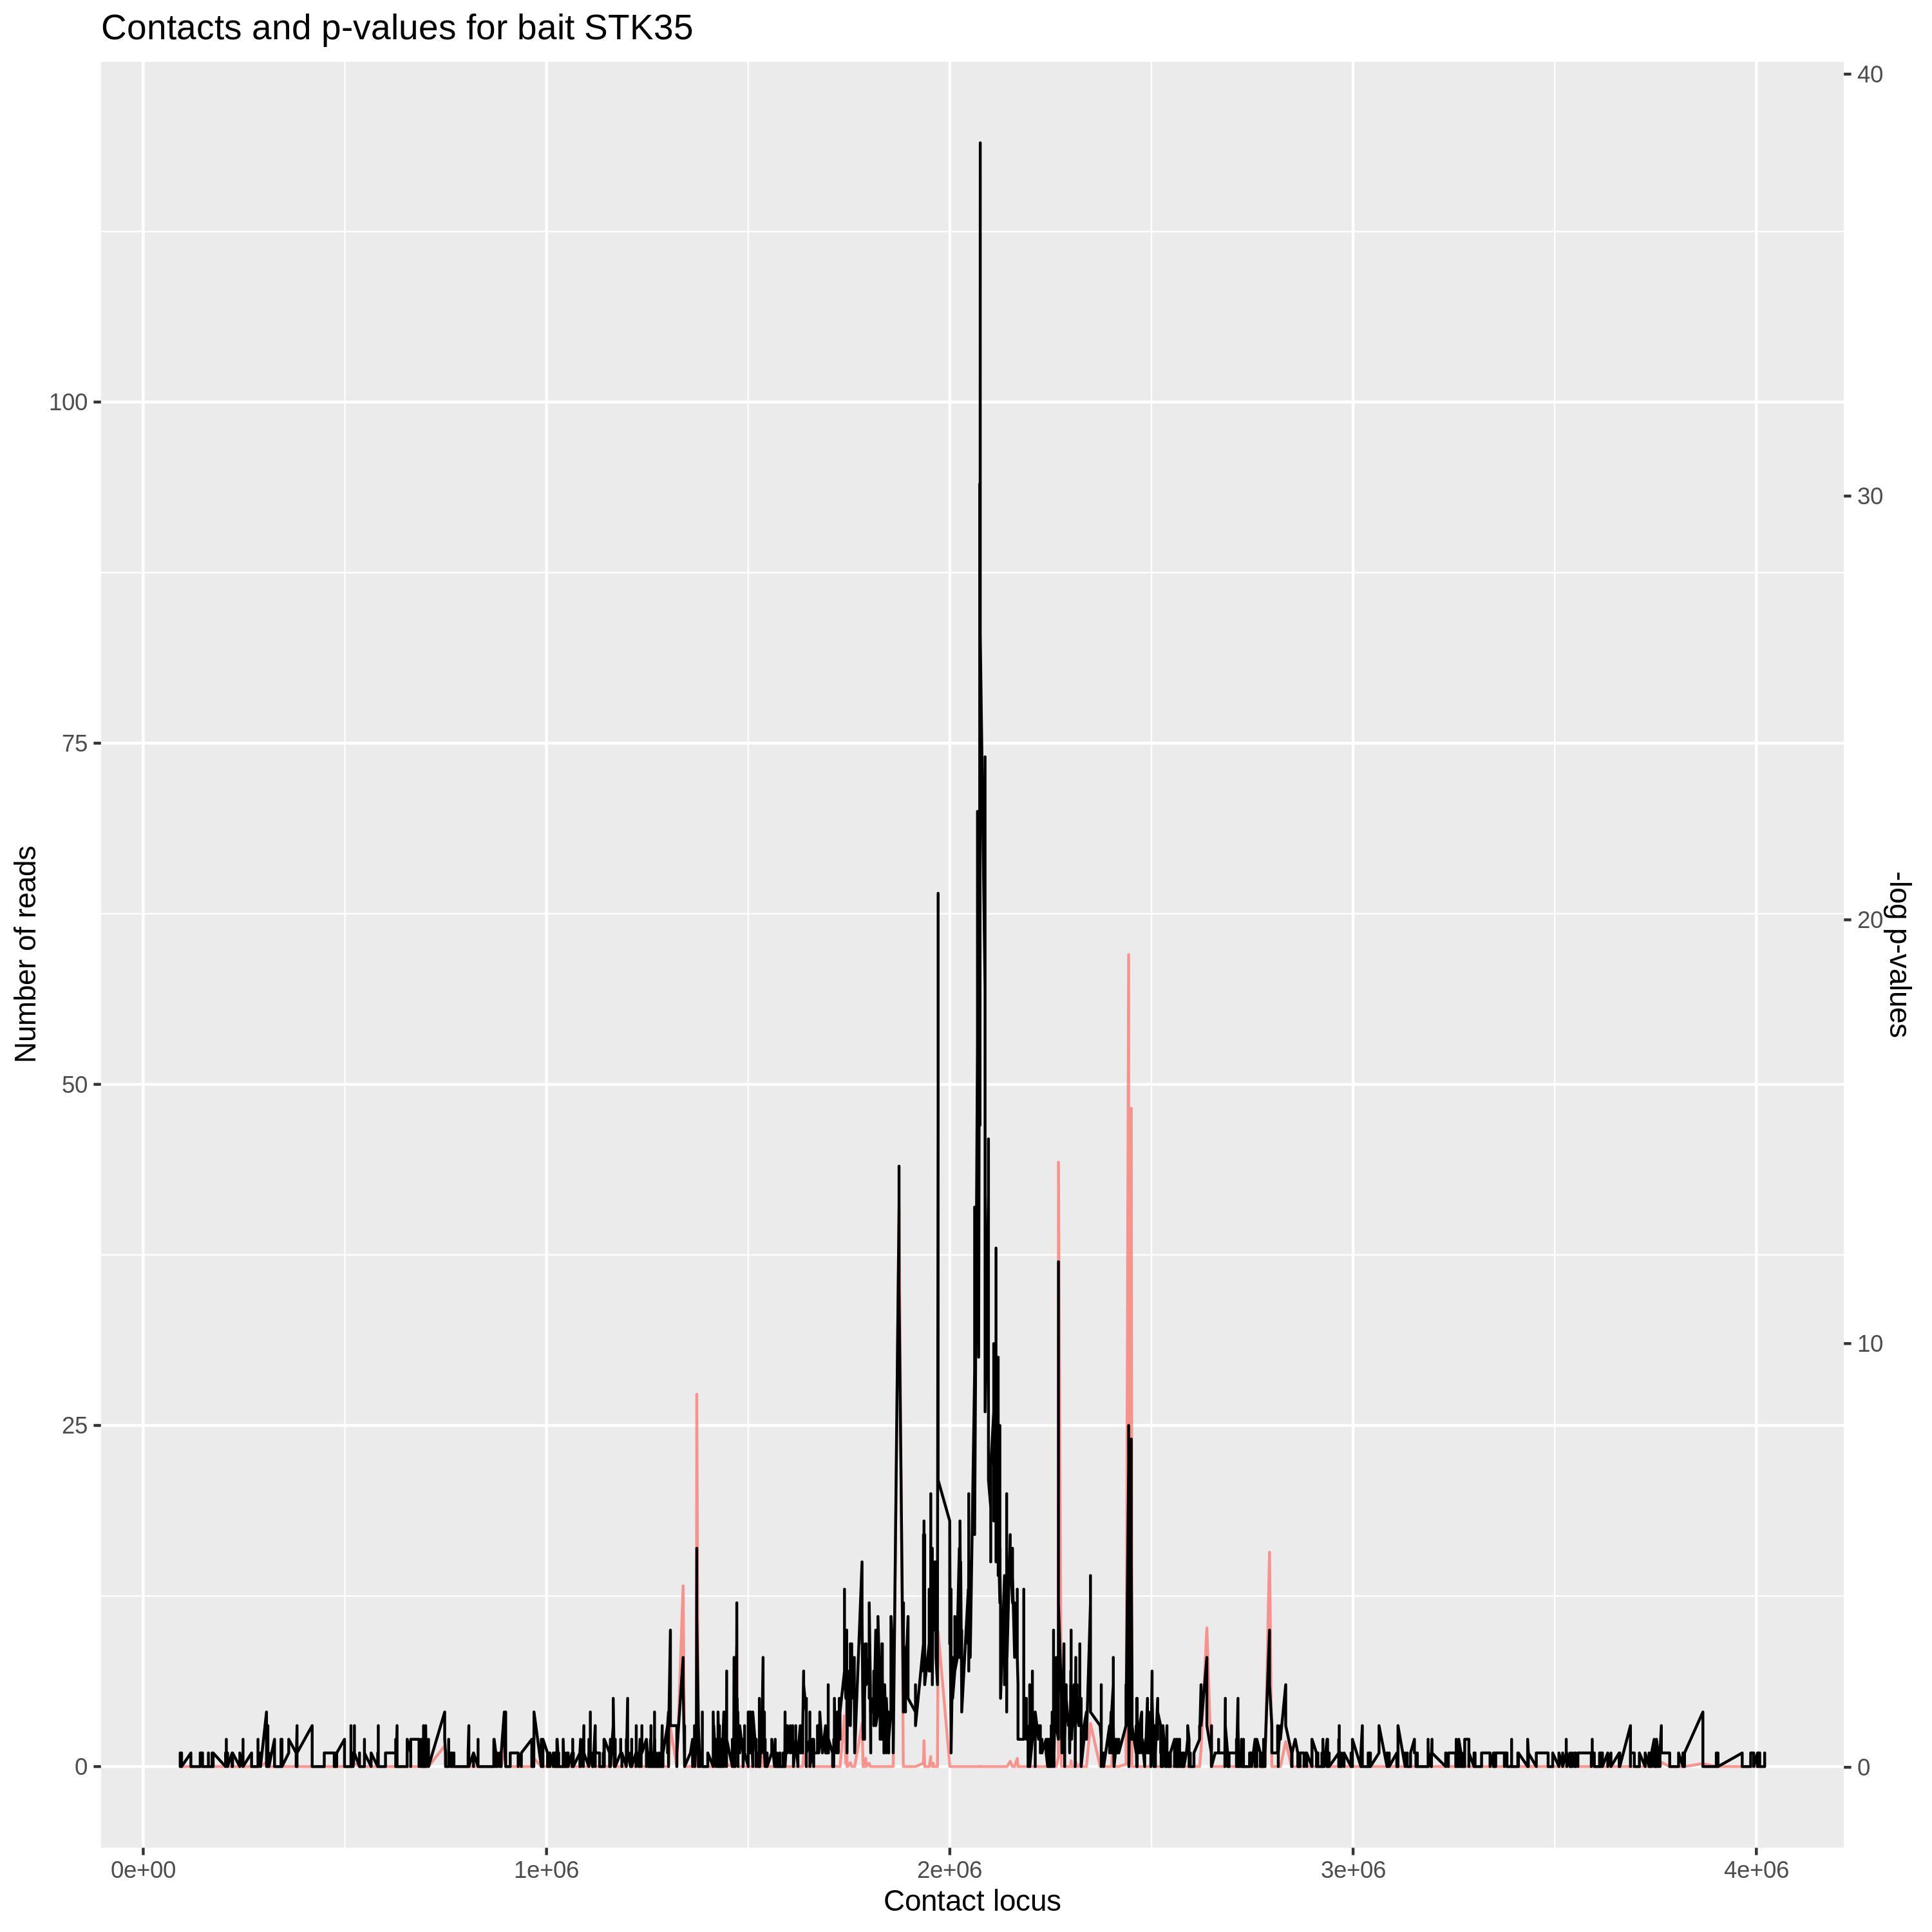 Contacts and p-values for bait STK35
40
100
30
75
20
50
10
25
0
0
Number of reads
-log p-values
0e+00 1e+06 2e+06 3e+06 4e+06
Contact locus